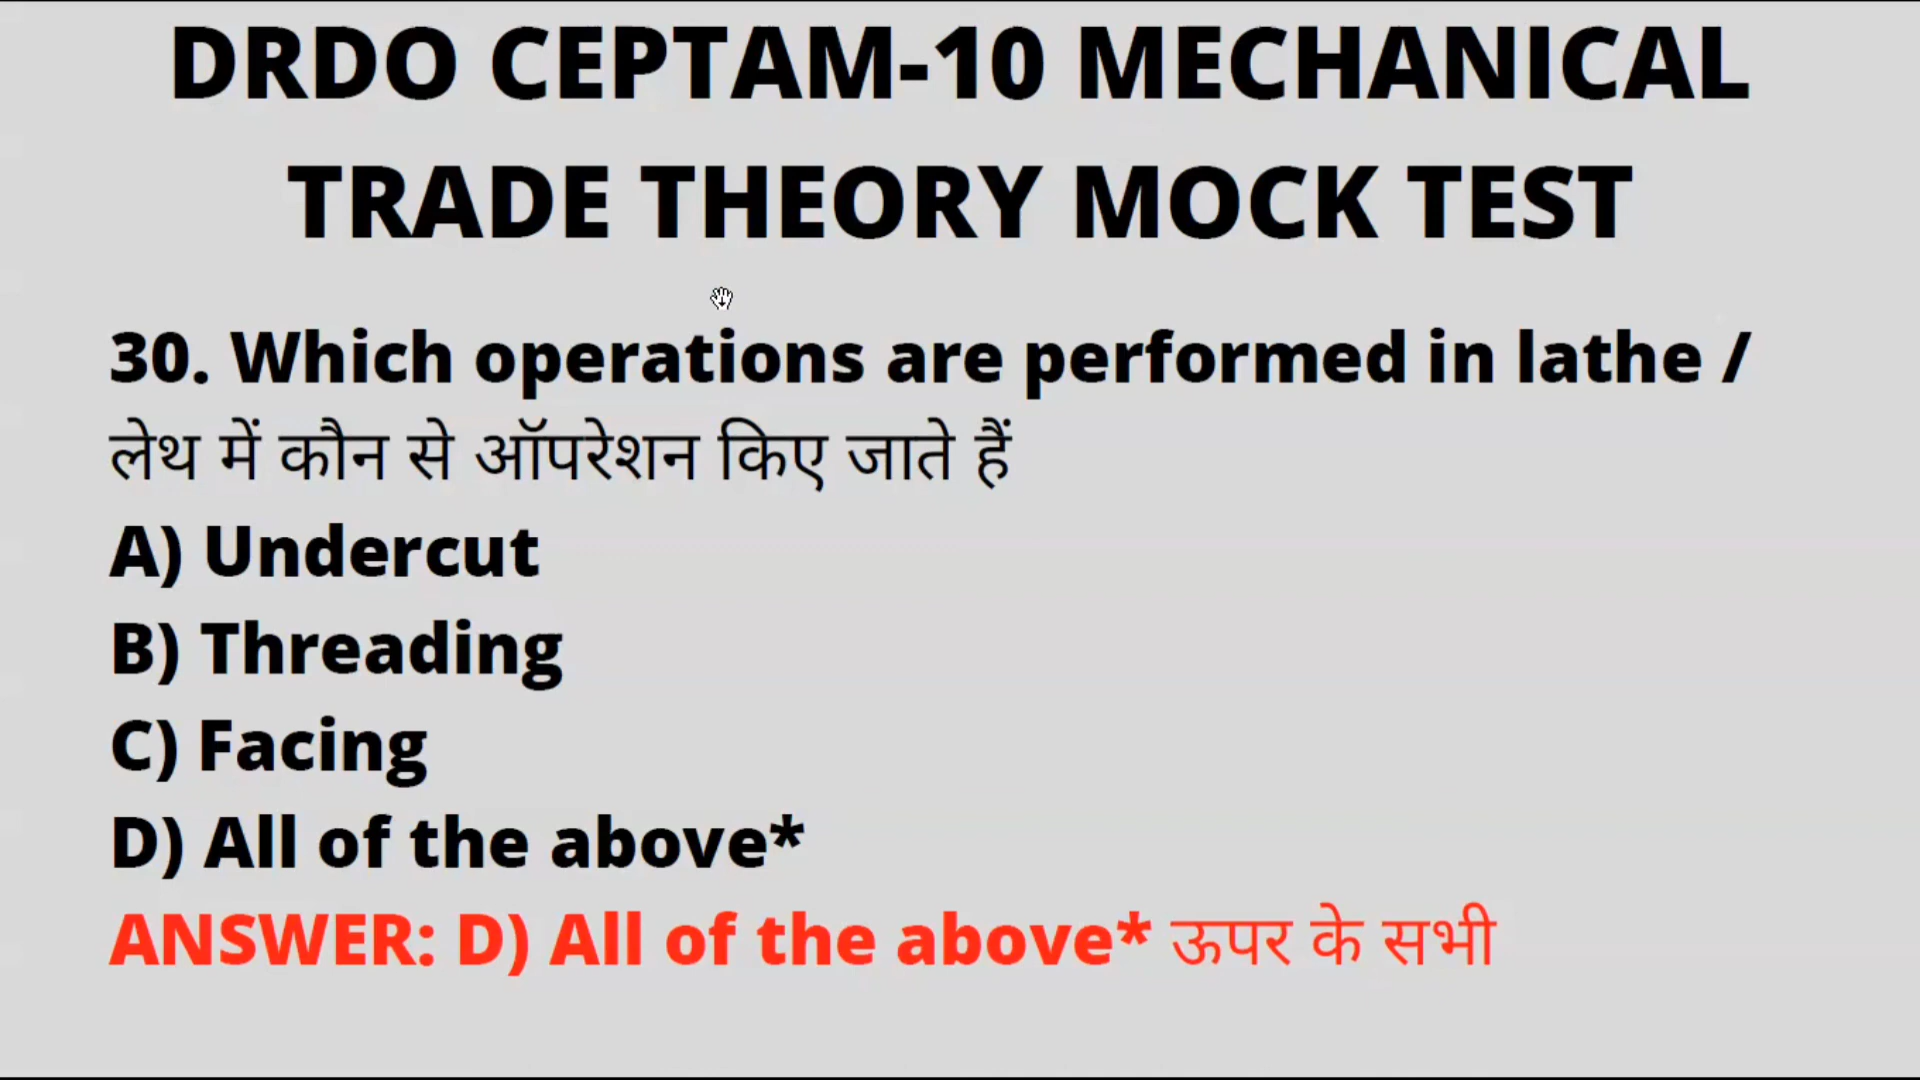 DRDO CEPTAM-10 MECHANICAL
TRADE THEORY MOCK TEST
30. Which operations are performed in lathe /
लेथ में कौन से ऑपरेशन किए जाते हैं
A) Undercut
B) Threading
C) Facing
D) All of the above*
ANSWER: D) All of the above* ऊपर के सभी